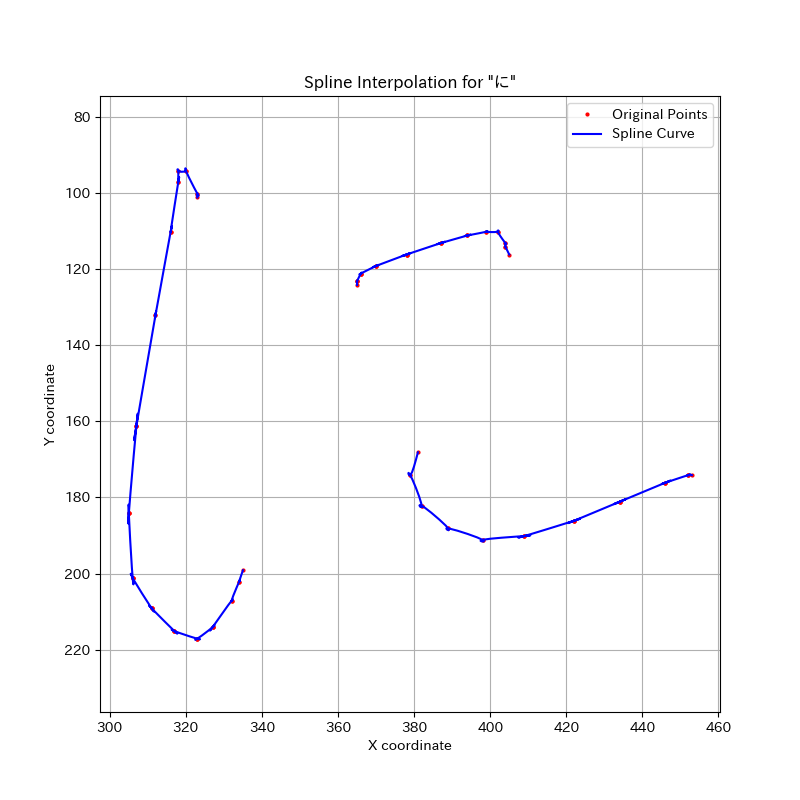 Spline Interpolation for "に"
Original Points
Spline Curve
Y coordinate
80
100
120
140
160
180
200
220
300 320 340 360 380 400 420 440 460
X coordinate